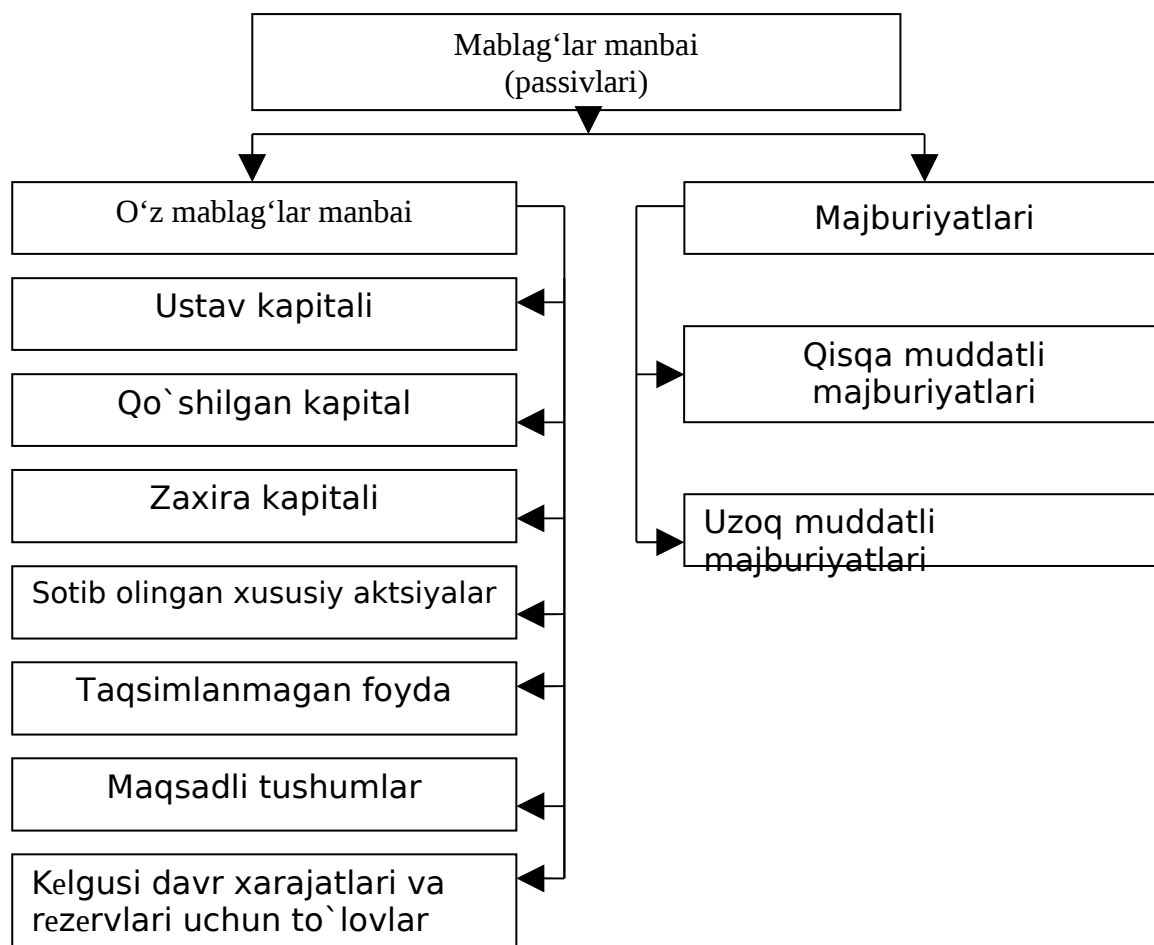 Mablag‘lar manbai
(passivlari)
O‘z mablag‘lar manbai
Majburiyatlari
Ustav kapitali
Qisqa muddatli
majburiyatlari
Qo`shilgan kapital
Zaxira kapitali
Uzoq muddatli
majburiyatlari
Sotib olingan xususiy aktsiyalar
Taqsimlanmagan foyda
Maqsadli tushumlar
Kelgusi davr xarajatlari va
rezervlari uchun to`lovlar